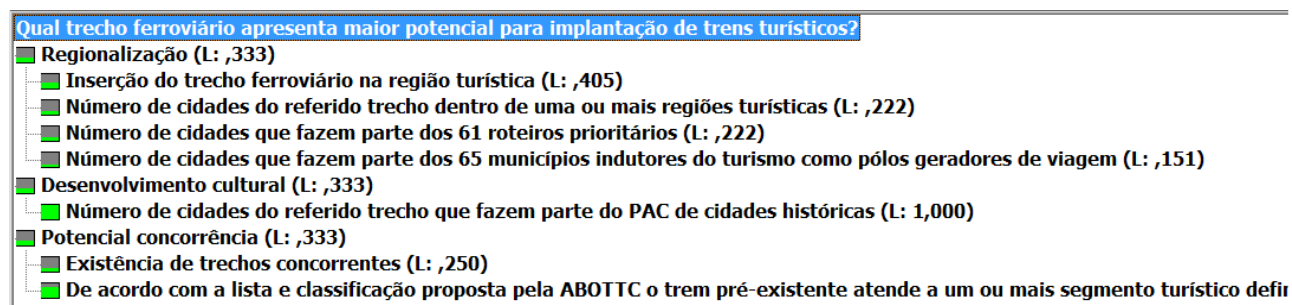 Qual trecho ferroviário apresenta maior potencial para implantação de trens turísticos?
Regionalização (L: ,333)
Inserção do trecho ferroviário na região turística (L: ,405)
Número de cidades do referido trecho dentro de uma ou mais regiões turísticas (L: ,222)
Número de cidades que fazem parte dos 61 roteiros prioritários (L: ,222)
Número de cidades que fazem parte dos 65 municípios indutores do turismo como pólos geradores de viagem (L: ,151)
Desenvolvimento cultural (L: ,333)
Número de cidades do referido trecho que fazem parte do PAC de cidades históricas (L: 1,000)
Potencial concorrência (L: ,333)
Existência de trechos concorrentes (L: ,250)
De acordo com a lista e classificação proposta pela ABOTTC o trem pré-existente atende a um ou mais segmento turístico